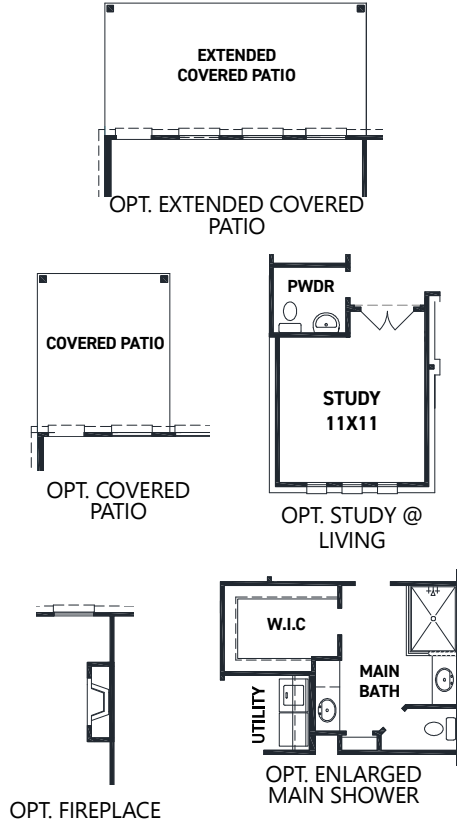 EXTENDED
COVERED PATIO
OPT. EXTENDED COVERED
PATIO
COVERED PATIO
OPT. COVERED
PATIO
PWDR
STUDY
11X11
OPT. STUDY @
LIVING
OPT. FIREPLACE
W.I.C
UTILITY
MAIN
BATH
OPT. ENLARGED
MAIN SHOWER